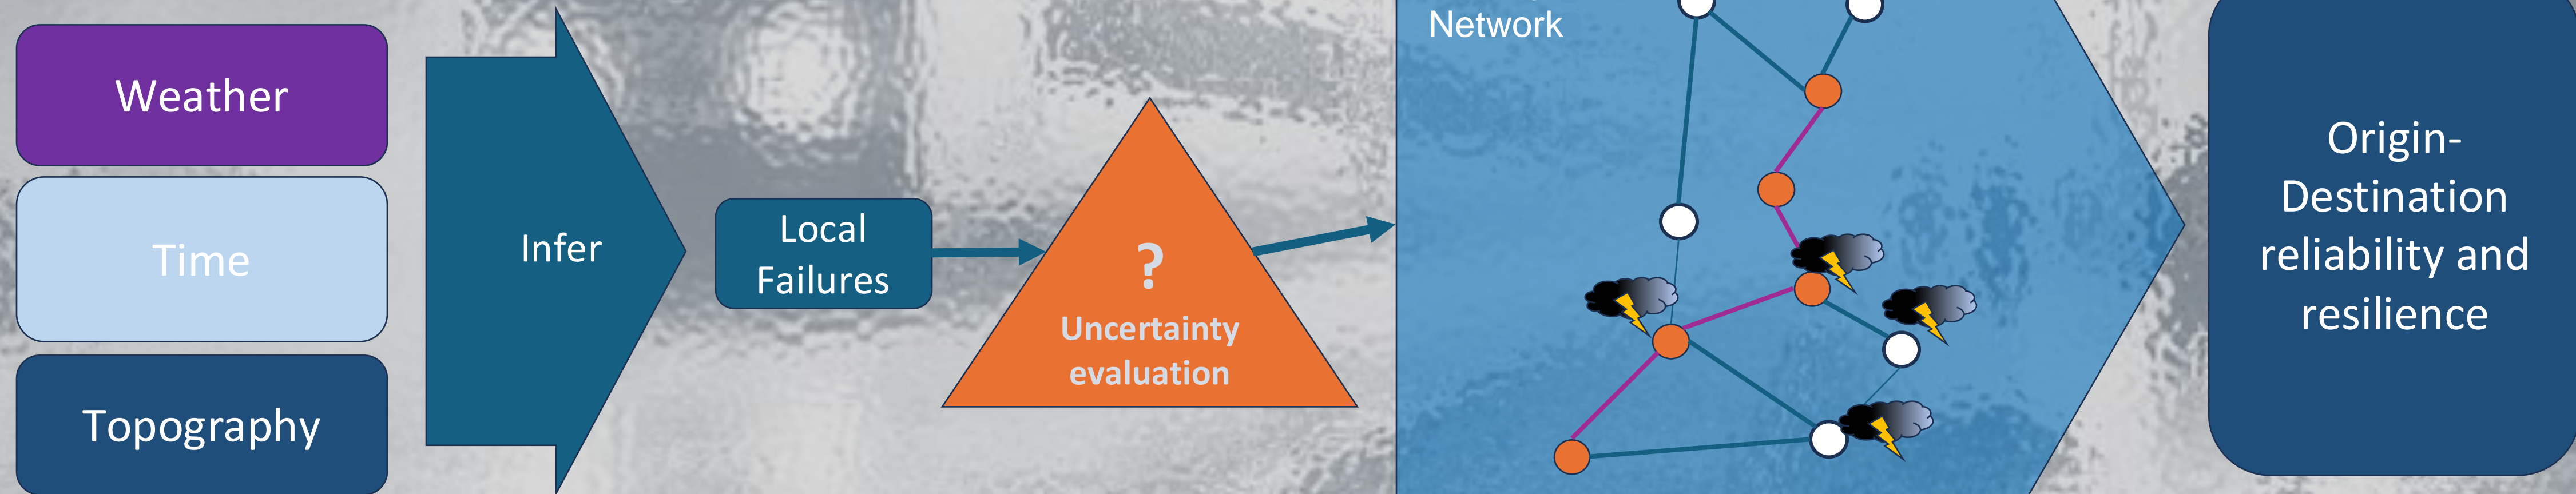 Weather
Time
Topography
Infer
Local
Failures
?
Uncertainty
evaluation
Network
Origin-
Destination
reliability and
resilience